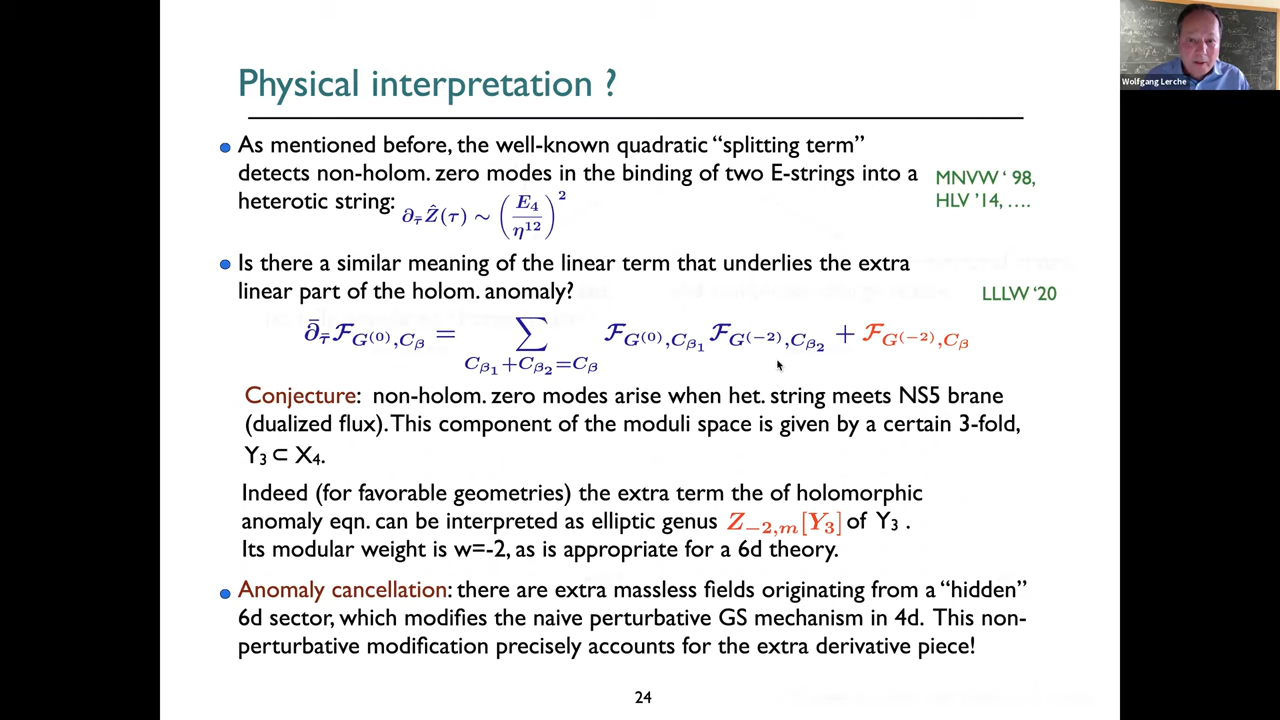 Physical interpretation ?
As mentioned before, the well-known quadratic “splitting term”
detects non-holom. zero modes in the binding of two E-strings into a
heterotic string: ∂_τ̄ Ẑ(τ) ∼ (E₄/η¹²)²
MNVW ‘ 98,
HLV ’14, ….
Is there a similar meaning of the linear term that underlies the extra
linear part of the holom. anomaly?
LLLW ‘20
∂̄_τ̄ 𝓕_{G^(0),C_β} = ∑_{C_β₁+C_β₂=C_β} 𝓕_{G^(0),C_β₁} 𝓕_{G^(−2),C_β₂} + 𝓕_{G^(−2),C_β}
Conjecture: non-holom. zero modes arise when het. string meets NS5 brane
(dualized flux). This component of the moduli space is given by a certain 3-fold,
Y₃ ⊂ X₄.
Indeed (for favorable geometries) the extra term the of holomorphic
anomaly eqn. can be interpreted as elliptic genus Z_{−2,m}[Y₃] of Y₃ .
Its modular weight is w=-2, as is appropriate for a 6d theory.
Anomaly cancellation: there are extra massless fields originating from a “hidden”
6d sector, which modifies the naive perturbative GS mechanism in 4d. This non-
perturbative modification precisely accounts for the extra derivative piece!
24
Wolfgang Lerche